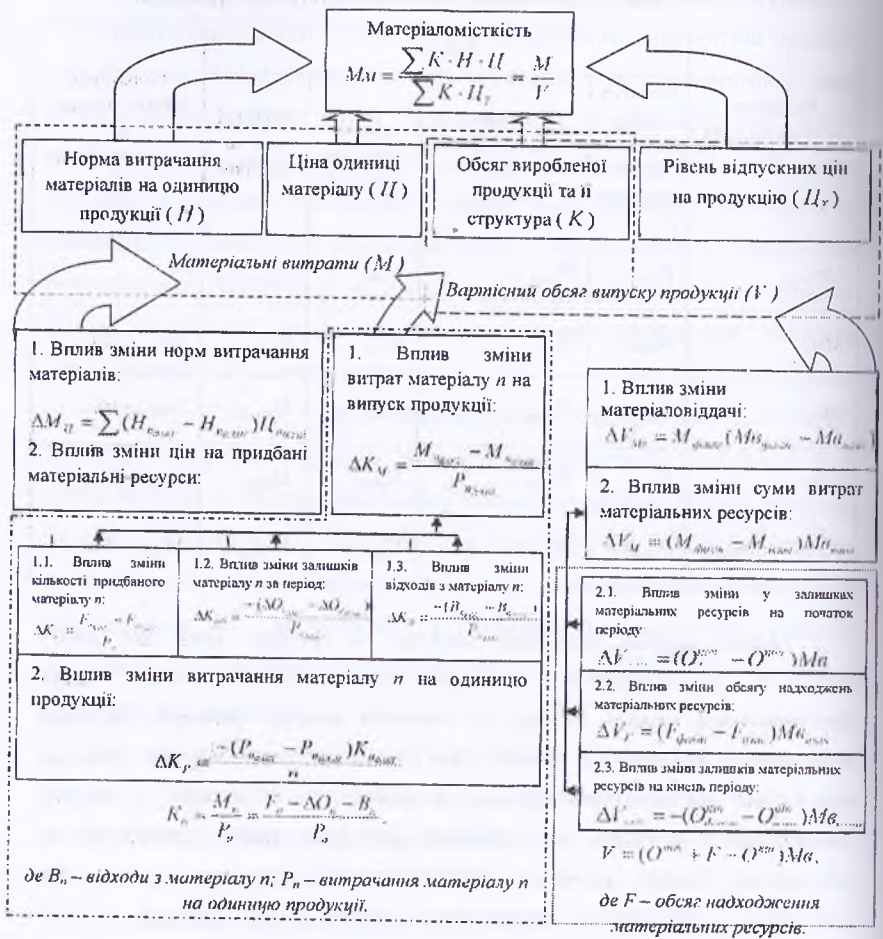 Матеріаломісткість
Мм = ∑ К · Н · Ц / ∑ К · Ц_т = М / V
Норма витрачання
матеріалів на одиницю
продукції ( Н )
Ціна одиниці
матеріалу ( Ц )
Обсяг виробленої
продукції та її
структура ( К )
Рівень відпускних цін
на продукцію ( Ц_т )
Матеріальні витрати ( М )
Вартісний обсяг випуску продукції ( V )
1. Вплив зміни норм витрачання
матеріалів:
2. Вплив зміни цін на придбані
матеріальні ресурси:
1. Вплив зміни
витрат матеріалу n на
випуск продукції:
1. Вплив зміни
матеріаловіддачі:
2. Вплив зміни суми витрат
матеріальних ресурсів:
1.1. Вплив зміни
кількості придбаного
матеріалу n:
1.2. Вплив зміни залишків
матеріалу n за період:
1.3. Вплив зміни
відходів з матеріалу n:
2. Вплив зміни витрачання матеріалу n на одиницю
продукції:
де B_n – відходи з матеріалу n; P_n – витрачання матеріалу n
на одиницю продукції.
2.1. Вплив зміни у залишках
матеріальних ресурсів на початок
періоду
2.2. Вплив зміни обсягу надходжень
матеріальних ресурсів:
2.3. Вплив зміни залишків матеріальних
ресурсів на кінець періоду:
де F – обсяг надходження
матеріальних ресурсів.